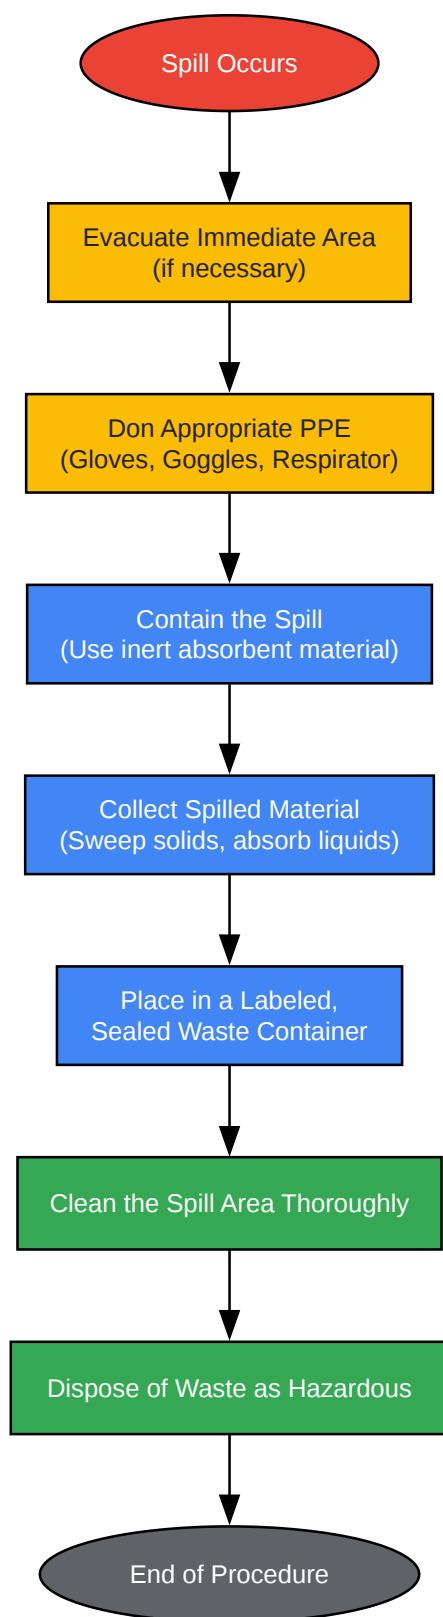 Spill Occurs
Evacuate Immediate Area
(if necessary)
Don Appropriate PPE
(Gloves, Goggles, Respirator)
Contain the Spill
(Use inert absorbent material)
Collect Spilled Material
(Sweep solids, absorb liquids)
Place in a Labeled,
Sealed Waste Container
Clean the Spill Area Thoroughly
Dispose of Waste as Hazardous
End of Procedure